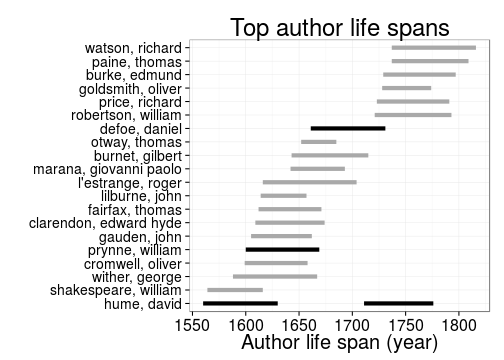 Top author life spans
watson, richard
paine, thomas
burke, edmund
goldsmith, oliver
price, richard
robertson, william
defoe, daniel
otway, thomas
burnet, gilbert
marana, giovanni paolo
l'estrange, roger
lilburne, john
fairfax, thomas
clarendon, edward hyde
gauden, john
prynne, william
cromwell, oliver
wither, george
shakespeare, william
hume, david
1550 1600 1650 1700 1750 1800
Author life span (year)